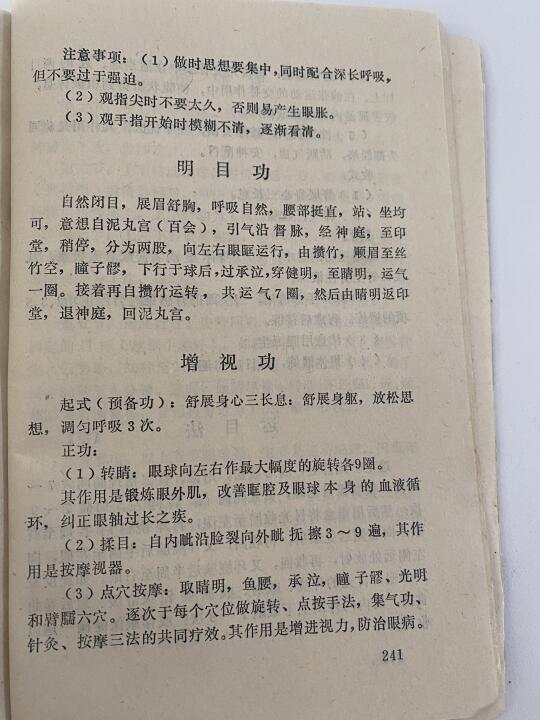 注意事项：（1）做时思想要集中，同时配合深长呼吸，
但不要过于强迫。
（2）观指尖时不要太久，否则易产生眼胀。
（3）观手指开始时模糊不清，逐渐看清。
明目功
自然闭目，展眉舒胸，呼吸自然，腰部挺直，站、坐均
可，意想自泥丸宫（百会），引气沿督脉，经神庭，至印
堂，稍停，分为两股，向左右眼眶运行，由攒竹，顺眉至丝
竹空，瞳子髎，下行于球后，过承泣，穿健明，至睛明，运气
一圈。接着再自攒竹运转，共运气7圈，然后由睛明返印
堂，退神庭，回泥丸宫。
增视功
起式（预备功）：舒展身心三长息：舒展身躯，放松思
想，调匀呼吸3次。
正功：
（1）转睛：眼球向左右作最大幅度的旋转各9圈。
其作用是锻炼眼外肌，改善眶腔及眼球本身的血液循
环，纠正眼轴过长之疾。
（2）揉目：自内眦沿睑裂向外眦抚擦3～9遍，其作
用是按摩视器。
（3）点穴按摩：取睛明，鱼腰，承泣，瞳子髎、光明
和臂臑六穴。逐次于每个穴位做旋转、点按手法，集气功、
针灸、按摩三法的共同疗效。其作用是增进视力，防治眼病。
241